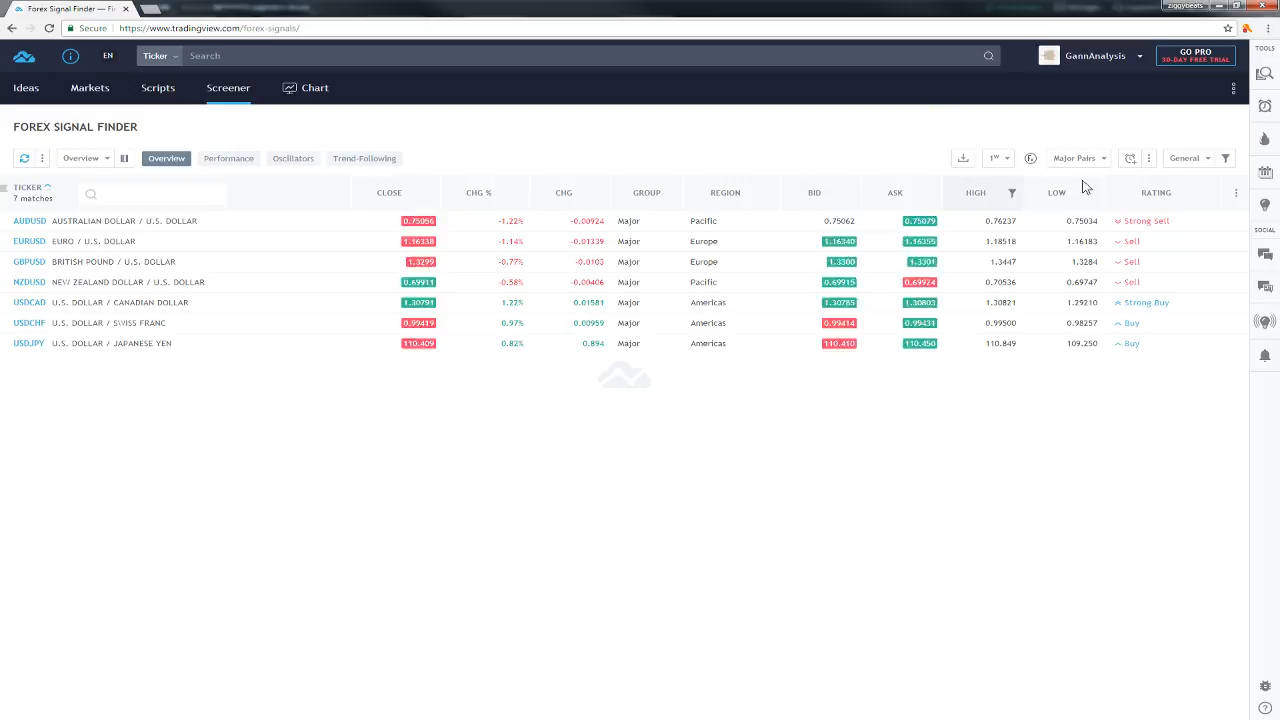 Forex Signal Finder — Fi
ziggybeats
Secure https://www.tradingview.com/forex-signals/
EN Ticker Search GannAnalysis GO PRO
30-DAY FREE TRIAL
TOOLS
Ideas Markets Scripts Screener Chart
FOREX SIGNAL FINDER
Overview Overview Performance Oscillators Trend-Following 1W Major Pairs General
TICKER CLOSE CHG % CHG GROUP REGION BID ASK HIGH LOW RATING
7 matches
AUDUSD AUSTRALIAN DOLLAR / U.S. DOLLAR 0.75056 -1.22% -0.00924 Major Pacific 0.75062 0.75079 0.76237 0.75034 Strong Sell
SOCIAL
EURUSD EURO / U.S. DOLLAR 1.16338 -1.14% -0.01339 Major Europe 1.16340 1.16355 1.18518 1.16183 Sell
GBPUSD BRITISH POUND / U.S. DOLLAR 1.3299 -0.77% -0.0103 Major Europe 1.3300 1.3301 1.3447 1.3284 Sell
NZDUSD NEW ZEALAND DOLLAR / U.S. DOLLAR 0.69911 -0.58% -0.00406 Major Pacific 0.69915 0.69924 0.70536 0.69747 Sell
USDCAD U.S. DOLLAR / CANADIAN DOLLAR 1.30791 1.22% 0.01581 Major Americas 1.30785 1.30803 1.30821 1.29210 Strong Buy
USDCHF U.S. DOLLAR / SWISS FRANC 0.99419 0.97% 0.00959 Major Americas 0.99414 0.99431 0.99500 0.98257 Buy
USDJPY U.S. DOLLAR / JAPANESE YEN 110.409 0.82% 0.894 Major Americas 110.410 110.450 110.849 109.250 Buy